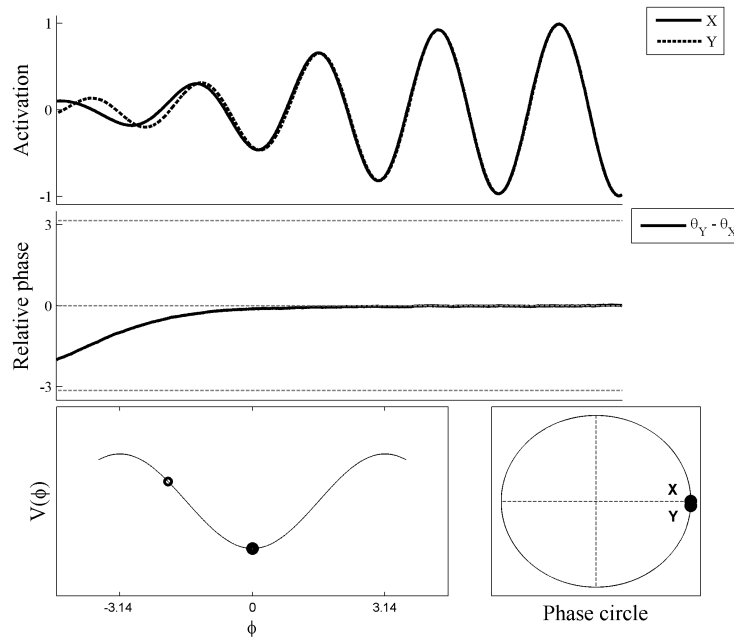 1
0
-1
Activation
X
Y
3
0
-3
Relative phase
θY - θX
V(ϕ)
-3.14
0
3.14
ϕ
X
Y
Phase circle